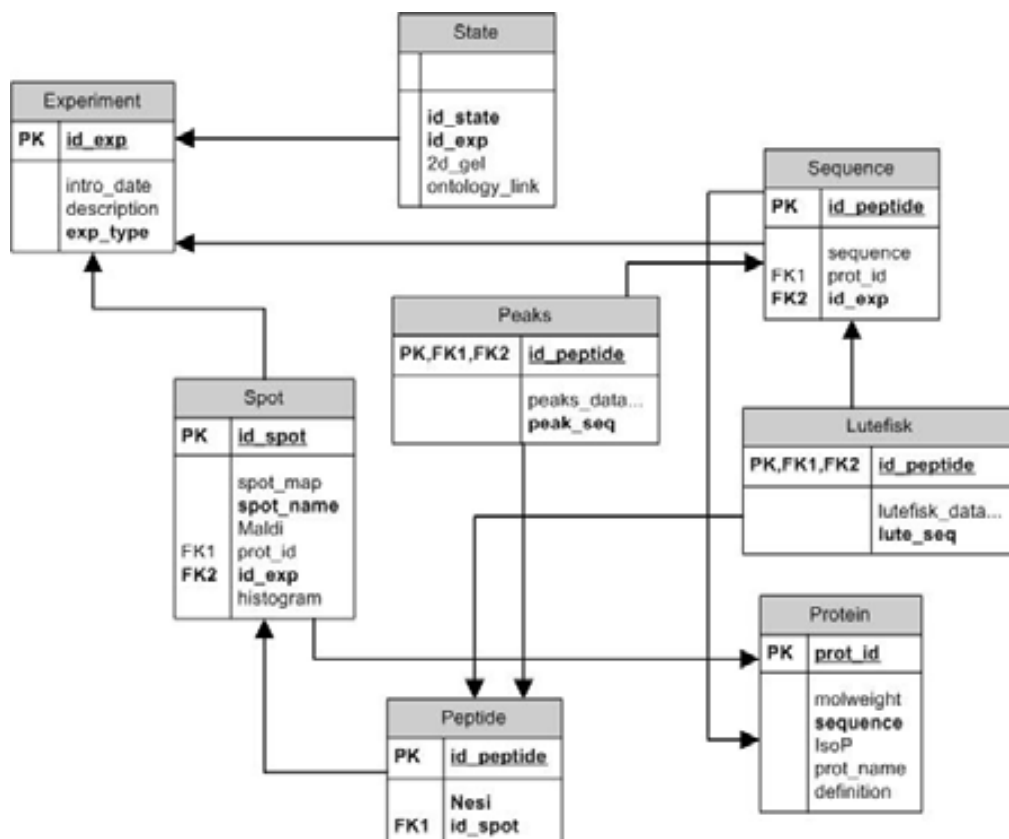 State
id_state
id_exp
2d_gel
ontology_link
Experiment
PK id_exp
intro_date
description
exp_type
Sequence
PK id_peptide
sequence
FK1 prot_id
FK2 id_exp
Peaks
PK,FK1,FK2 id_peptide
peaks_data...
peak_seq
Spot
PK id_spot
spot_map
spot_name
Maldi
FK1 prot_id
FK2 id_exp
histogram
Lutefisk
PK,FK1,FK2 id_peptide
lutefisk_data...
lute_seq
Protein
PK prot_id
molweight
sequence
IsoP
prot_name
definition
Peptide
PK id_peptide
Nesi
FK1 id_spot